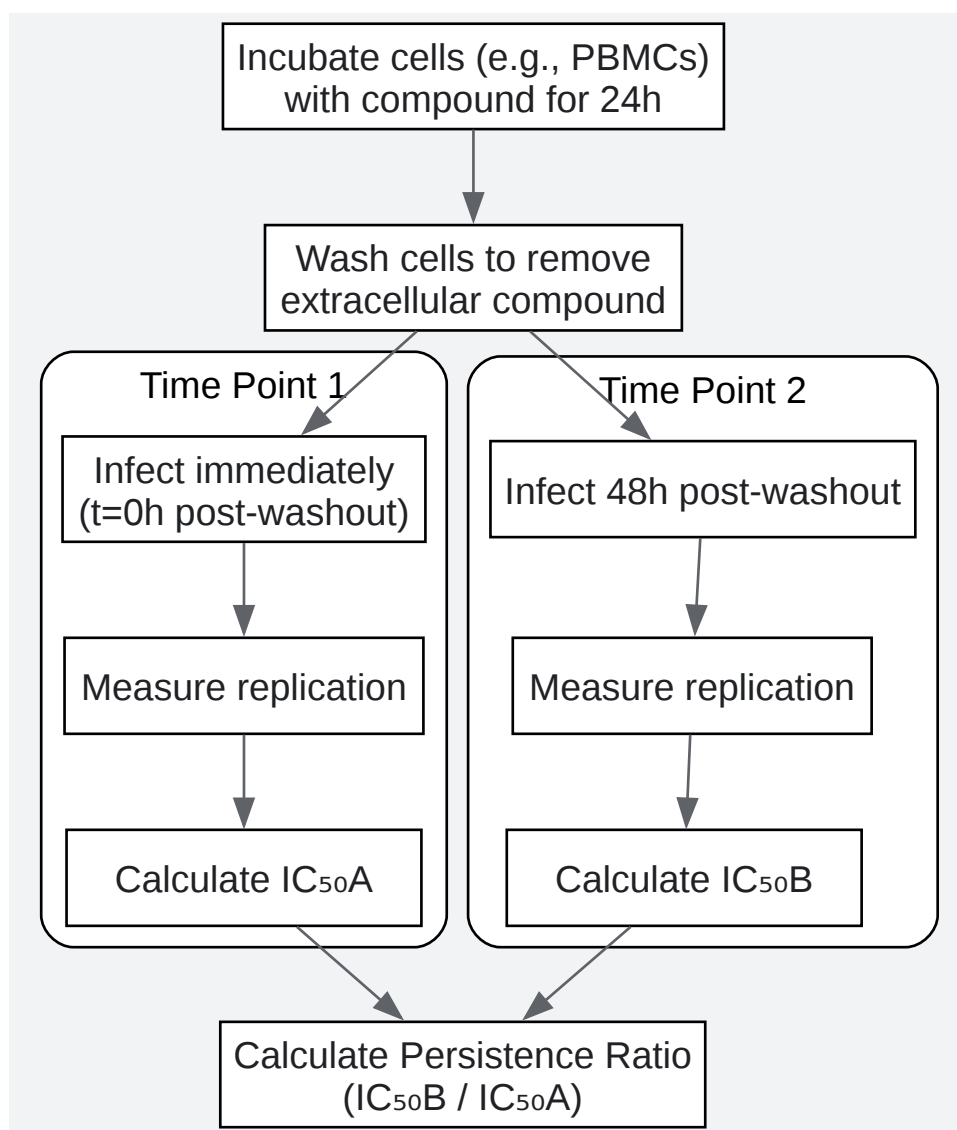 Incubate cells (e.g., PBMCs)
with compound for 24h
Wash cells to remove
extracellular compound
Time Point 1
Infect immediately
(t=0h post-washout)
Measure replication
Calculate IC₅₀A
Time Point 2
Infect 48h post-washout
Measure replication
Calculate IC₅₀B
Calculate Persistence Ratio
(IC₅₀B / IC₅₀A)